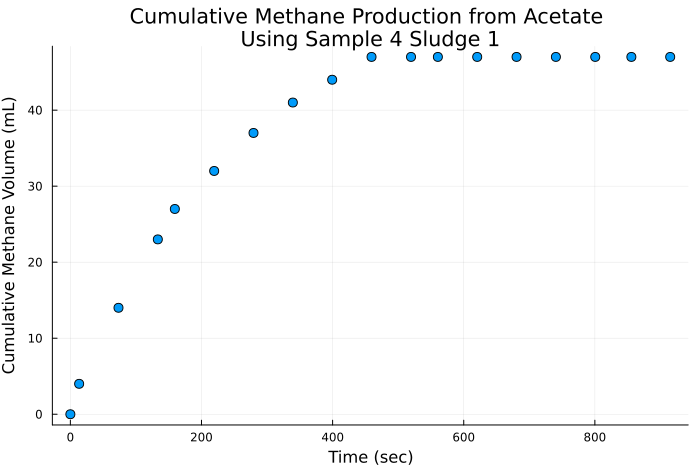 Cumulative Methane Production from Acetate
Using Sample 4 Sludge 1
Cumulative Methane Volume (mL)
40
30
20
10
0
0 200 400 600 800
Time (sec)